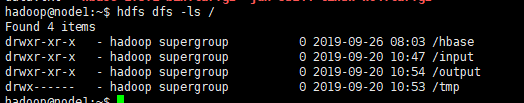 hadoop@node1:~$ hdfs dfs -ls /
Found 4 items
drwxr-xr-x   - hadoop supergroup          0 2019-09-26 08:03 /hbase
drwxr-xr-x   - hadoop supergroup          0 2019-09-20 10:47 /input
drwxr-xr-x   - hadoop supergroup          0 2019-09-20 10:54 /output
drwx------   - hadoop supergroup          0 2019-09-20 10:53 /tmp
hadoop@node1:~$